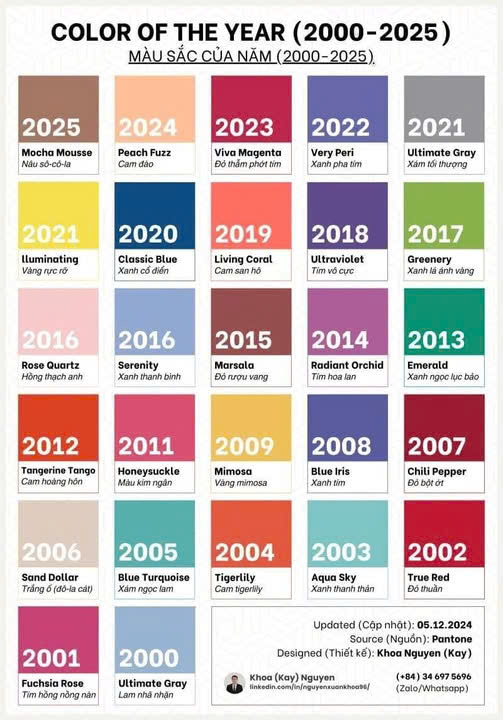 COLOR OF THE YEAR (2000-2025)
MÀU SẮC CỦA NĂM (2000-2025)
2025
Mocha Mousse
Nâu sô-cô-la
2024
Peach Fuzz
Cam đào
2023
Viva Magenta
Đỏ thẫm phớt tím
2022
Very Peri
Xanh pha tím
2021
Ultimate Gray
Xám tối thượng
2021
Iluminating
Vàng rực rỡ
2020
Classic Blue
Xanh cổ điển
2019
Living Coral
Cam san hô
2018
Ultraviolet
Tím vô cực
2017
Greenery
Xanh lá ánh vàng
2016
Rose Quartz
Hồng thạch anh
2016
Serenity
Xanh thanh bình
2015
Marsala
Đỏ rượu vang
2014
Radiant Orchid
Tím hoa lan
2013
Emerald
Xanh ngọc lục bảo
2012
Tangerine Tango
Cam hoàng hôn
2011
Honeysuckle
Màu kim ngân
2009
Mimosa
Vàng mimosa
2008
Blue Iris
Xanh tím
2007
Chili Pepper
Đỏ bột ớt
2006
Sand Dollar
Trắng ố (đô-la cát)
2005
Blue Turquoise
Xám ngọc lam
2004
Tigerlily
Cam tigerlily
2003
Aqua Sky
Xanh thanh thản
2002
True Red
Đỏ thuần
2001
Fuchsia Rose
Tím hồng nồng nàn
2000
Ultimate Gray
Lam nhã nhặn
Updated (Cập nhật): 05.12.2024
Source (Nguồn): Pantone
Designed (Thiết kế): Khoa Nguyen (Kay)
Khoa (Kay) Nguyen
linkedin.com/in/nguyenxuankhoa96/
(+84) 34 697 5696
(Zalo/Whatsapp)